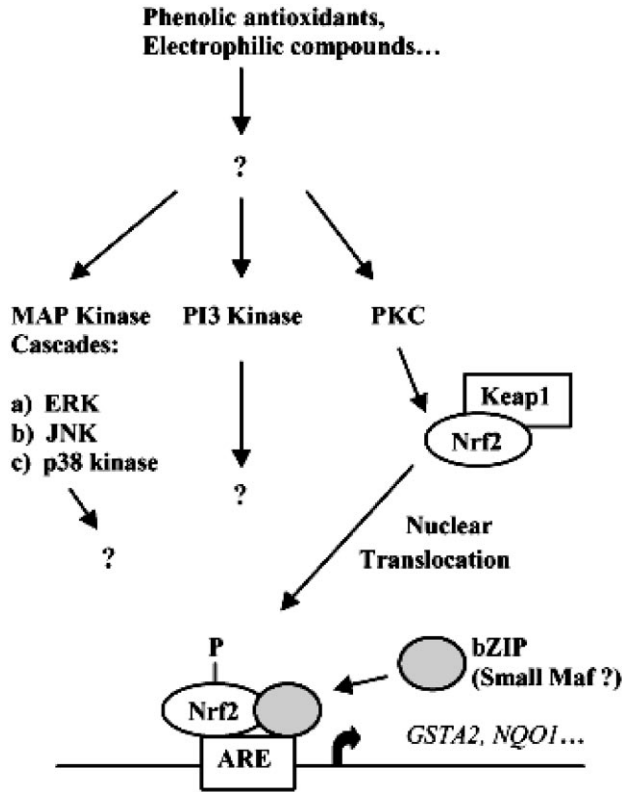 Phenolic antioxidants,
Electrophilic compounds…
?
MAP Kinase
Cascades:
PI3 Kinase
PKC
a) ERK
b) JNK
c) p38 kinase
Keap1
Nrf2
?
?
Nuclear
Translocation
P
bZIP
(Small Maf ?)
Nrf2
GSTA2, NQO1…
ARE